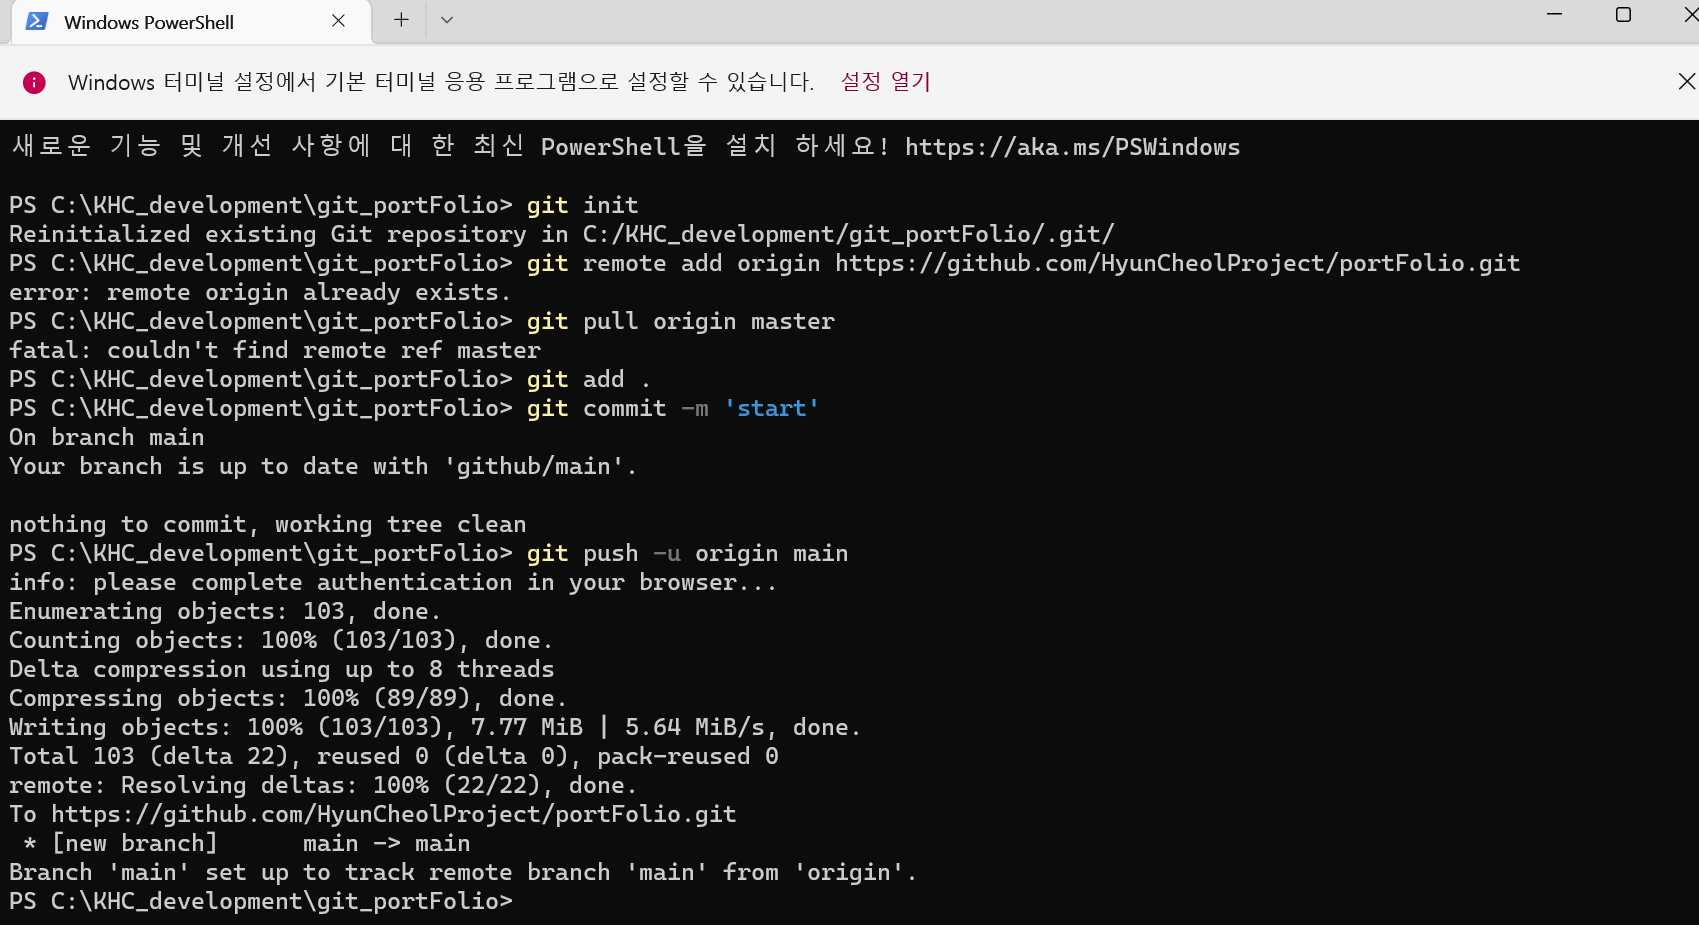 Windows PowerShell
Windows 터미널 설정에서 기본 터미널 응용 프로그램으로 설정할 수 있습니다. 설정 열기
새로운 기능 및 개선 사항에 대 한 최신 PowerShell을 설치 하세요! https://aka.ms/PSWindows
PS C:\KHC_development\git_portFolio> git init
Reinitialized existing Git repository in C:/KHC_development/git_portFolio/.git/
PS C:\KHC_development\git_portFolio> git remote add origin https://github.com/HyunCheolProject/portFolio.git
error: remote origin already exists.
PS C:\KHC_development\git_portFolio> git pull origin master
fatal: couldn't find remote ref master
PS C:\KHC_development\git_portFolio> git add .
PS C:\KHC_development\git_portFolio> git commit -m 'start'
On branch main
Your branch is up to date with 'github/main'.
nothing to commit, working tree clean
PS C:\KHC_development\git_portFolio> git push -u origin main
info: please complete authentication in your browser...
Enumerating objects: 103, done.
Counting objects: 100% (103/103), done.
Delta compression using up to 8 threads
Compressing objects: 100% (89/89), done.
Writing objects: 100% (103/103), 7.77 MiB | 5.64 MiB/s, done.
Total 103 (delta 22), reused 0 (delta 0), pack-reused 0
remote: Resolving deltas: 100% (22/22), done.
To https://github.com/HyunCheolProject/portFolio.git
 * [new branch]      main -> main
Branch 'main' set up to track remote branch 'main' from 'origin'.
PS C:\KHC_development\git_portFolio>